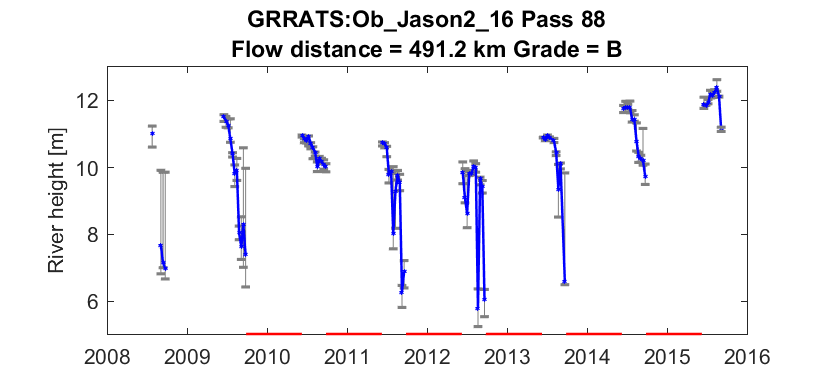 GRRATS:Ob_Jason2_16 Pass 88
Flow distance = 491.2 km Grade = B
River height [m]
12
10
8
6
2008 2009 2010 2011 2012 2013 2014 2015 2016